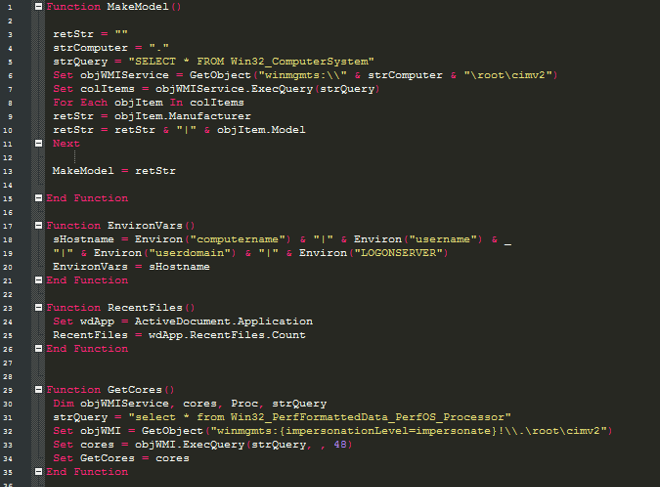 1 Function MakeModel()
2
3 retStr = ""
4 strComputer = "."
5 strQuery = "SELECT * FROM Win32_ComputerSystem"
6 Set objWMIService = GetObject("winmgmts:\\" & strComputer & "\root\cimv2")
7 Set colItems = objWMIService.ExecQuery(strQuery)
8 For Each objItem In colItems
9 retStr = objItem.Manufacturer
10 retStr = retStr & "|" & objItem.Model
11 Next
12
13 MakeModel = retStr
14
15 End Function
16
17 Function EnvironVars()
18 sHostname = Environ("computername") & "|" & Environ("username") & _
19 "|" & Environ("userdomain") & "|" & Environ("LOGONSERVER")
20 EnvironVars = sHostname
21 End Function
22
23 Function RecentFiles()
24 Set wdApp = ActiveDocument.Application
25 RecentFiles = wdApp.RecentFiles.Count
26 End Function
27
28
29 Function GetCores()
30 Dim objWMIService, cores, Proc, strQuery
31 strQuery = "select * from Win32_PerfFormattedData_PerfOS_Processor"
32 Set objWMI = GetObject("winmgmts:{impersonationLevel=impersonate}!\\.\root\cimv2")
33 Set cores = objWMI.ExecQuery(strQuery, , 48)
34 Set GetCores = cores
35 End Function
36